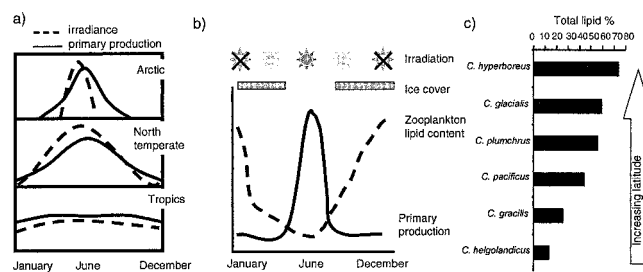 a)
irradiance
primary production
Arctic
North
temperate
Tropics
January June December
b)
Irradiation
Ice cover
Zooplankton
lipid content
Primary
production
January June December
c)
Total lipid %
0 10 20 30 40 50 60 70 80
C. hyperboreus
C. glacialis
C. plumchrus
C. pacificus
C. gracilis
C. helgolandicus
Increasing latitude